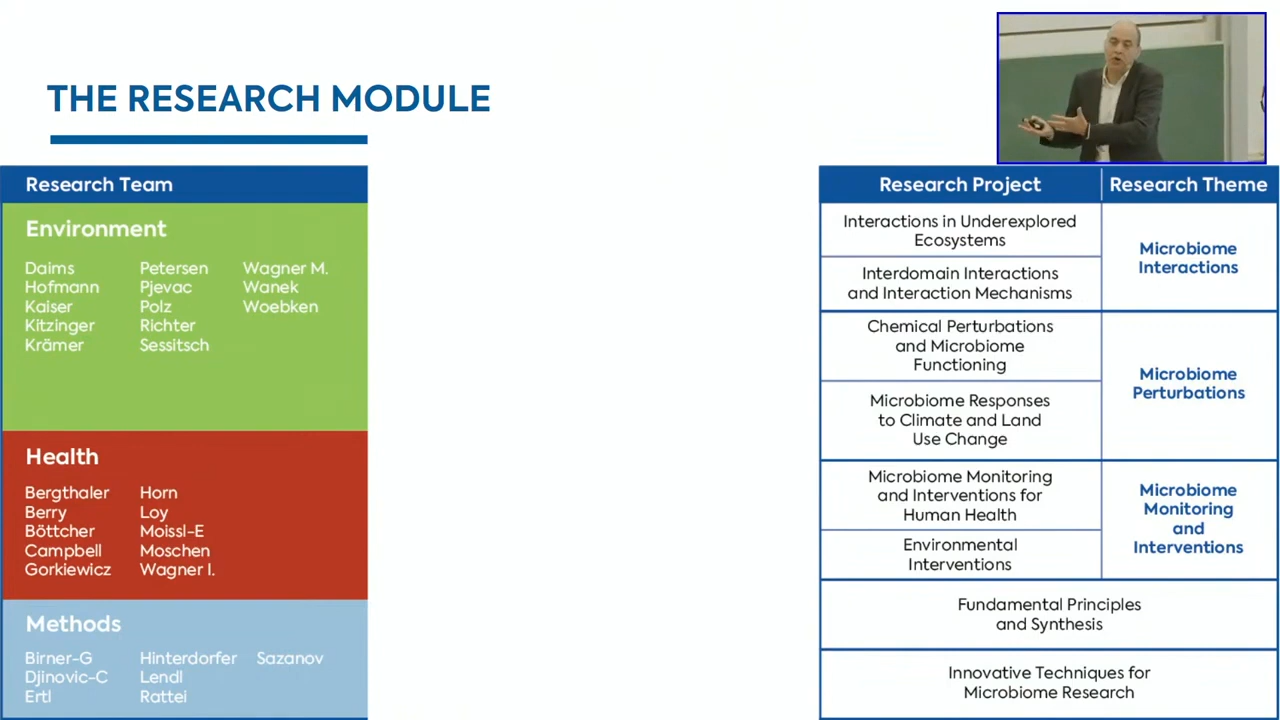 THE RESEARCH MODULE
Research Team
Environment
Daims Petersen Wagner M.
Hofmann Pjevac Wanek
Kaiser Polz Woebken
Kitzinger Richter
Krämer Sessitsch
Health
Bergthaler Horn
Berry Loy
Böttcher Moissl-E
Campbell Moschen
Gorkiewicz Wagner I.
Methods
Birner-G Hinterdorfer Sazanov
Djinovic-C Lendl
Ertl Rattei
Research Project Research Theme
Interactions in Underexplored
Ecosystems
Interdomain Interactions
and Interaction Mechanisms
Microbiome
Interactions
Chemical Perturbations
and Microbiome
Functioning
Microbiome Responses
to Climate and Land
Use Change
Microbiome
Perturbations
Microbiome Monitoring
and Interventions for
Human Health
Environmental
Interventions
Microbiome
Monitoring
and
Interventions
Fundamental Principles
and Synthesis
Innovative Techniques for
Microbiome Research